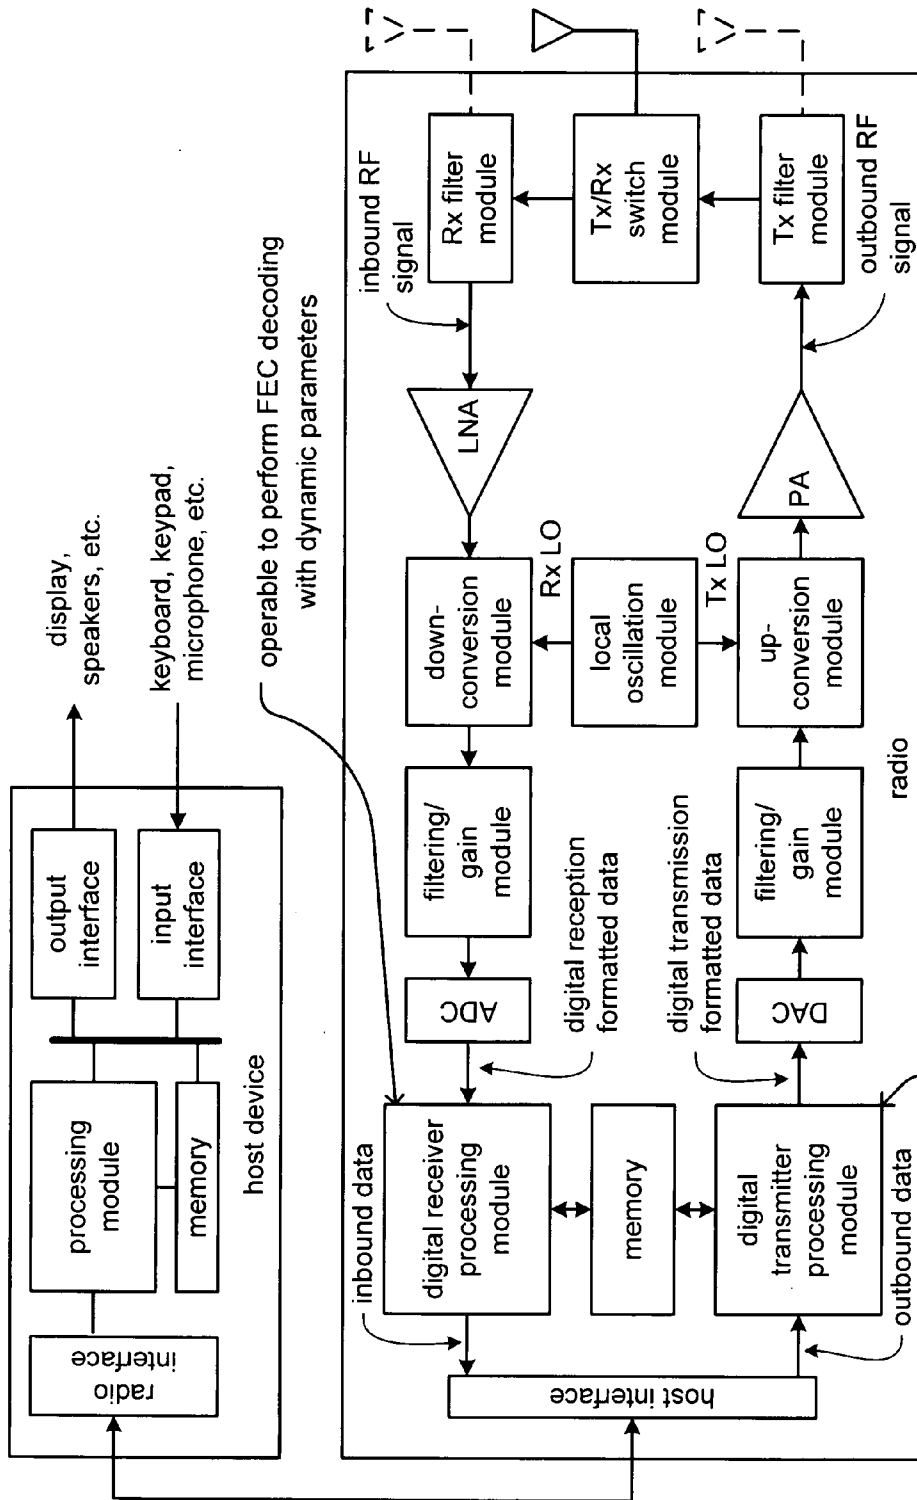 display,
speakers, etc.
keyboard, keypad,
microphone, etc.
output
interface
input
interface
processing
module
memory
radio
interface
host device
operable to perform FEC decoding
with dynamic parameters
inbound RF
signal
Rx filter
module
Tx/Rx
switch
module
Tx filter
module
outbound RF
signal
LNA
PA
down-
conversion
module
Rx LO
local
oscillation
module
Tx LO
up-
conversion
module
filtering/
gain
module
filtering/
gain
module
radio
ADC
digital reception
formatted data
digital transmission
formatted data
DAC
digital receiver
processing
module
memory
digital
transmitter
processing
module
inbound data
outbound data
host interface